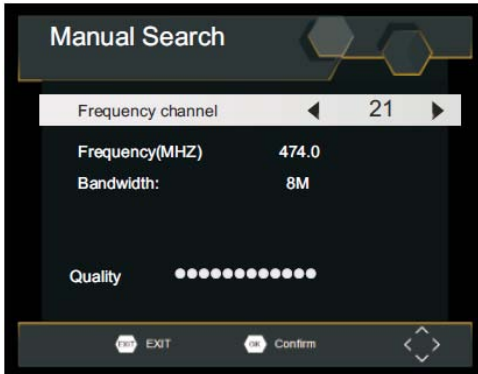 Manual Search
Frequency channel 21
Frequency(MHZ) 474.0
Bandwidth: 8M
Quality
EXIT EXIT OK Confirm